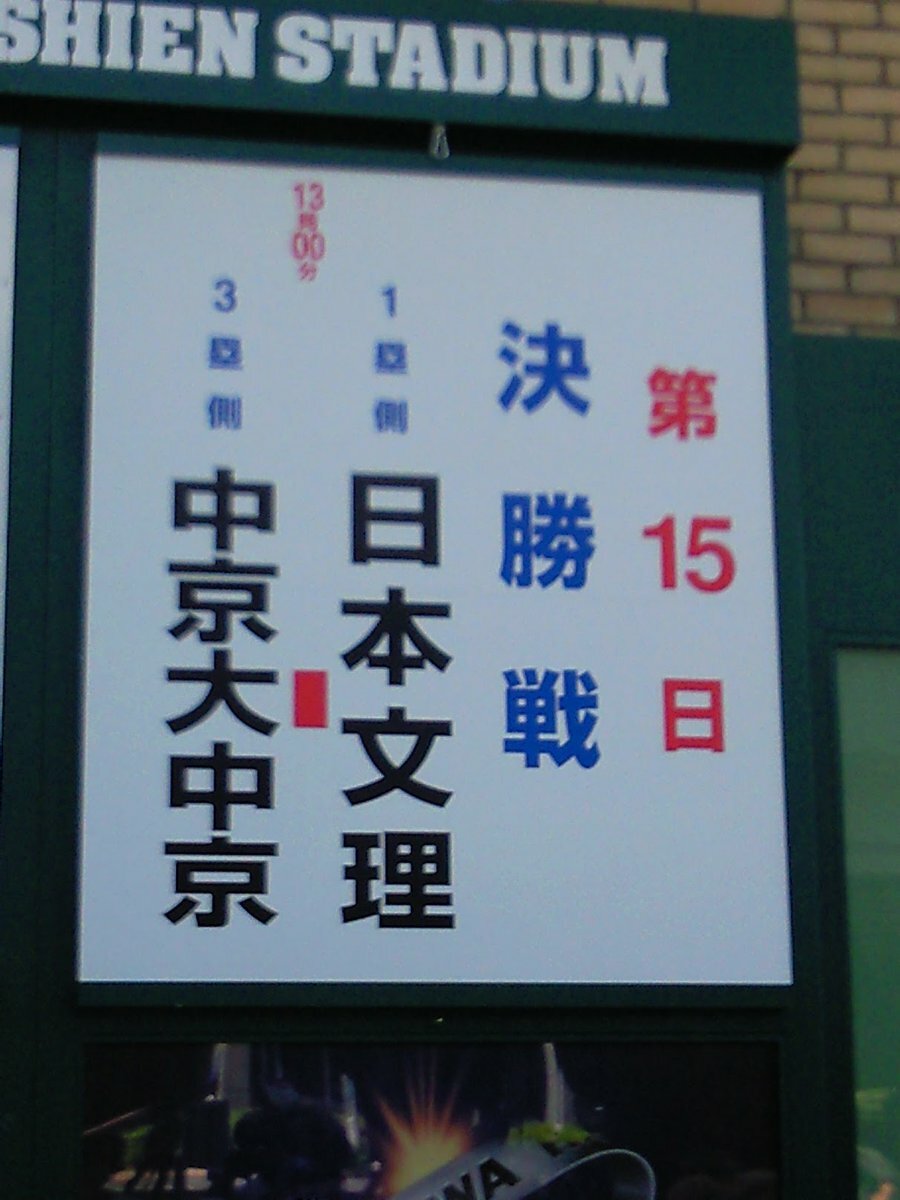 SHIEN STADIUM
第15日
決勝戦
1塁側 日本文理
13時00分
3塁側 中京大中京
WA